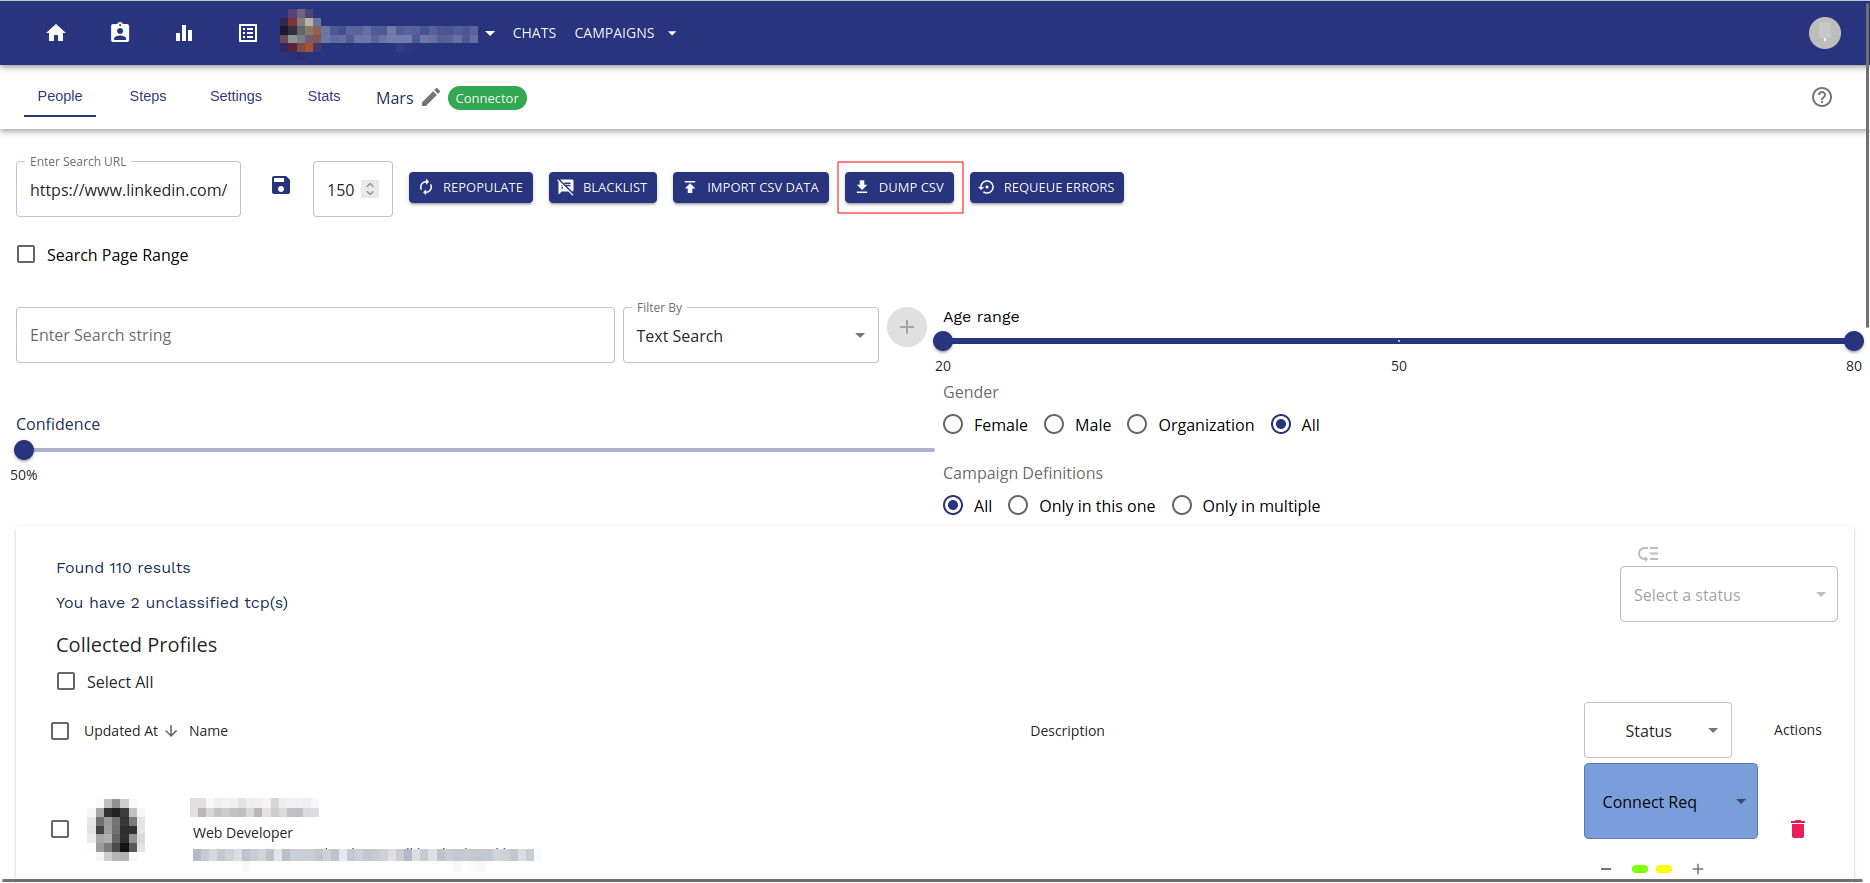 CHATS CAMPAIGNS
People Steps Settings Stats Mars Connector
Enter Search URL
https://www.linkedin.com/ 150 REPOPULATE BLACKLIST IMPORT CSV DATA DUMP CSV REQUEUE ERRORS
Search Page Range
Enter Search string
Filter By
Text Search
Age range
20 50 80
Gender
Female Male Organization All
Confidence
50%
Campaign Definitions
All Only in this one Only in multiple
Found 110 results
You have 2 unclassified tcp(s)
Select a status
Collected Profiles
Select All
Updated At Name Description Status Actions
Connect Req
Web Developer